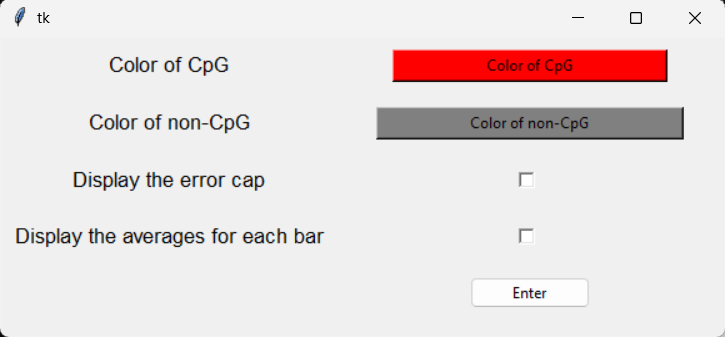 tk
Color of CpG Color of CpG
Color of non-CpG Color of non-CpG
Display the error cap
Display the averages for each bar
Enter